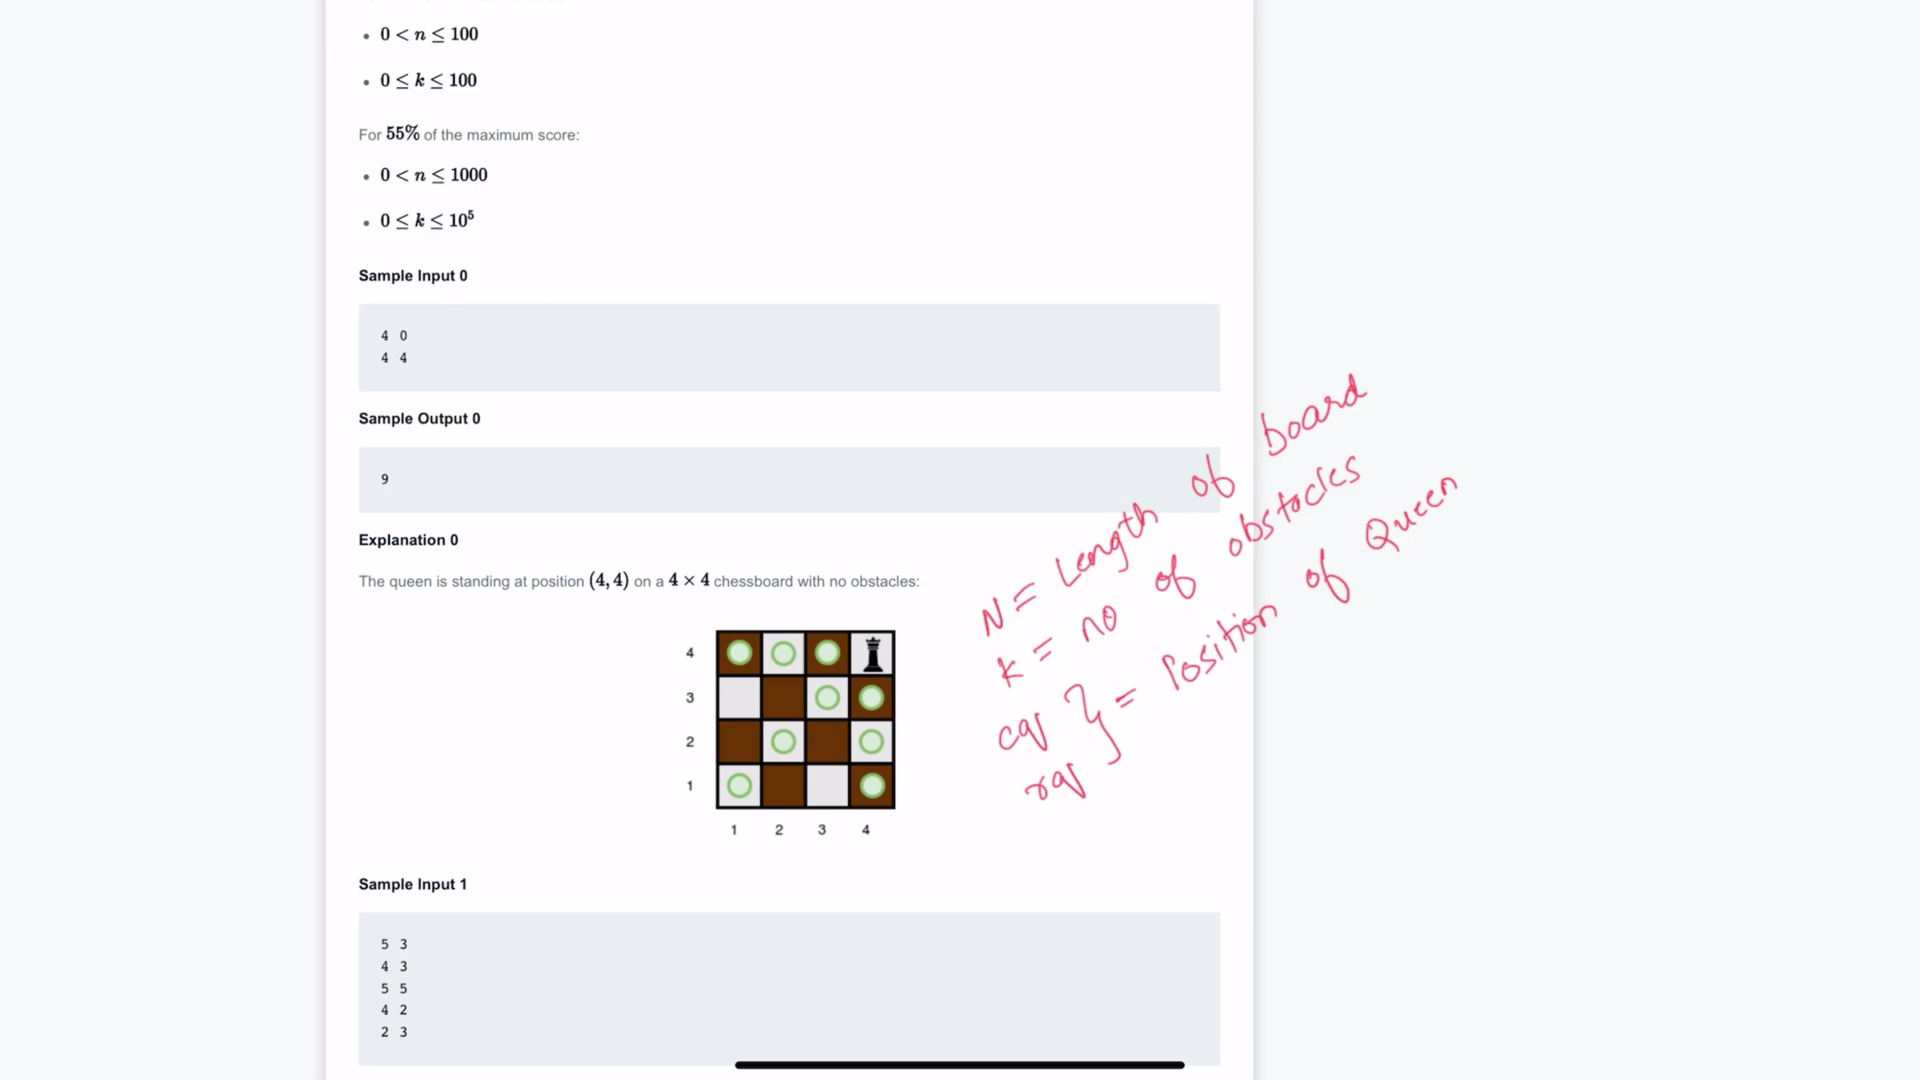 0 < n ≤ 100
0 ≤ k ≤ 100
For 55% of the maximum score:
0 < n ≤ 1000
0 ≤ k ≤ 10⁵
Sample Input 0
4 0
4 4
Sample Output 0
9
Explanation 0
The queen is standing at position (4, 4) on a 4 × 4 chessboard with no obstacles:
4
3
2
1
1 2 3 4
N = Length of board
k = no of obstacles
cq } = Position of Queen
rq
Sample Input 1
5 3
4 3
5 5
4 2
2 3